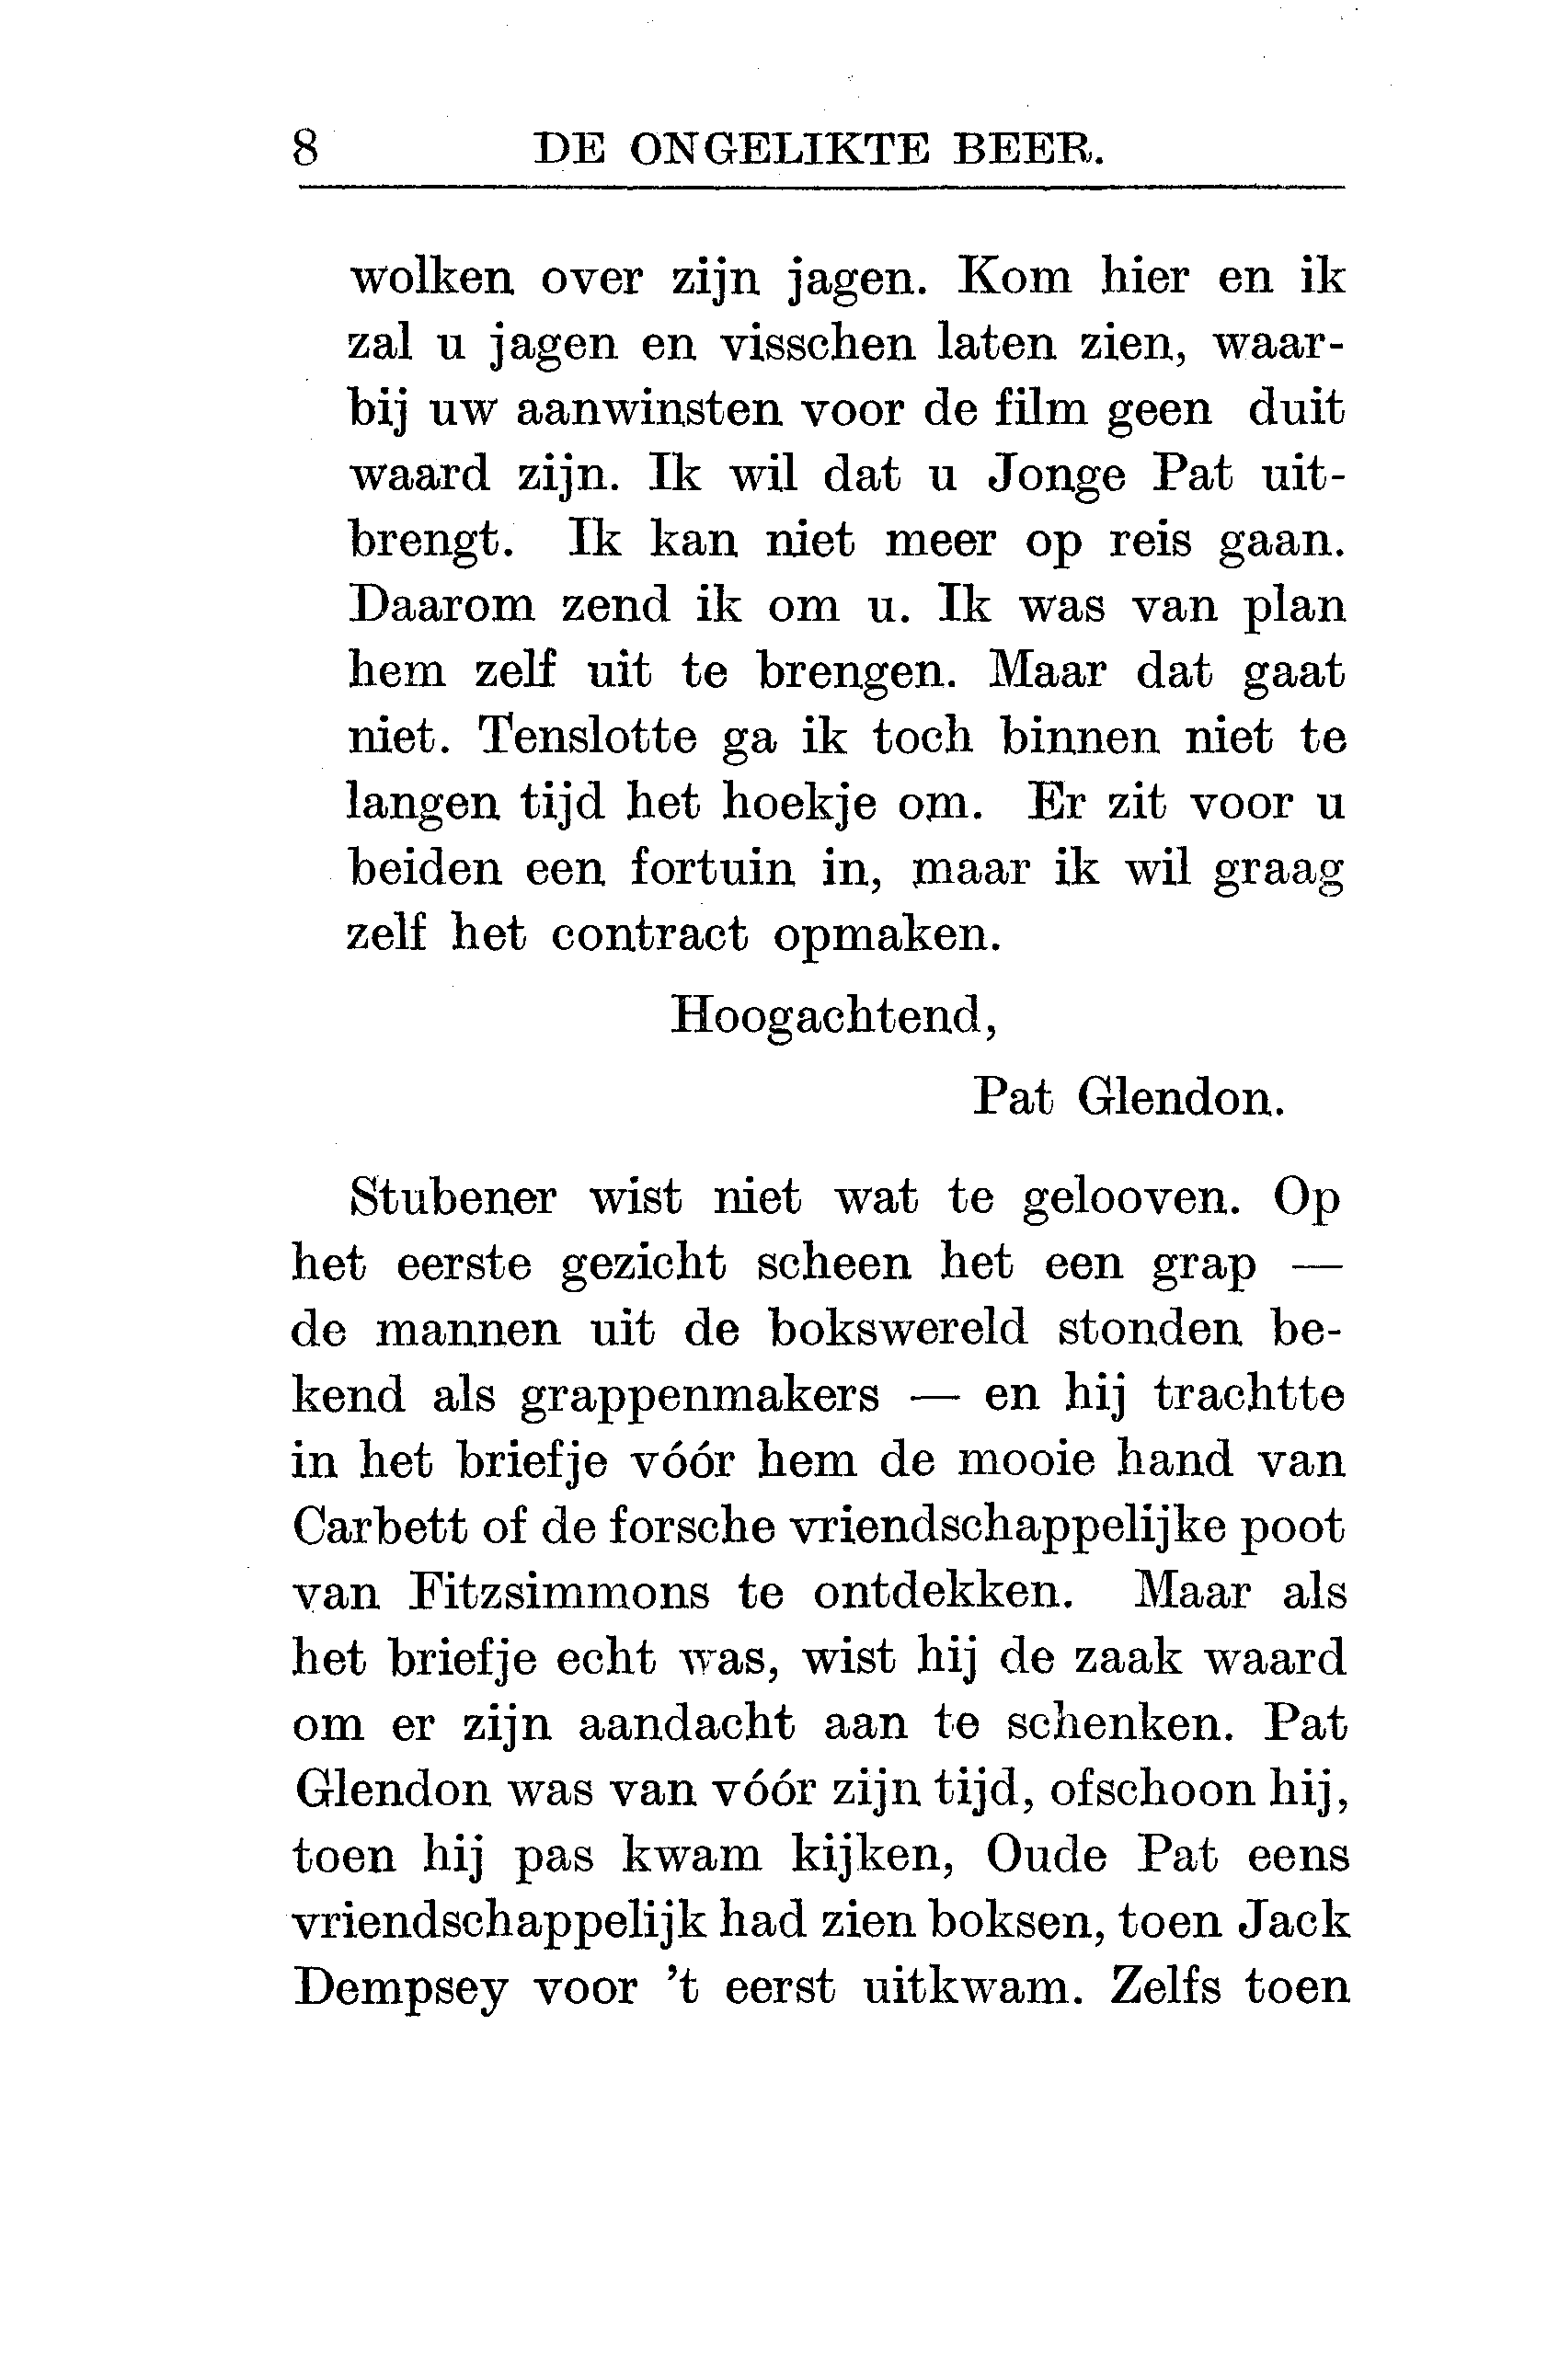 8 DE ONGELIKTE BEER.
wolken over zijn jagen. Kom hier en ik
zal u jagen en visschen laten zien, waar-
bij uw aanwinsten voor de film geen duit
waard zijn. Ik wil dat u Jonge Pat uit-
brengt. Ik kan niet meer op reis gaan.
Daarom zend ik om u. Ik was van plan
hem zelf uit te brengen. Maar dat gaat
niet. Tenslotte ga ik toch binnen niet te
langen tijd het hoekje om. Er zit voor u
beiden een fortuin in, maar ik wil graag
zelf het contract opmaken.
Hoogachtend,
Pat Glendon.
Stubener wist niet wat te gelooven. Op
het eerste gezicht scheen het een grap —
de mannen uit de bokswereld stonden be-
kend als grappenmakers — en hij trachtte
in het briefje vóór hem de mooie hand van
Carbett of de forsche vriendschappelijke poot
van Fitzsimmons te ontdekken. Maar als
het briefje echt was, wist hij de zaak waard
om er zijn aandacht aan te schenken. Pat
Glendon was van vóór zijn tijd, ofschoon hij,
toen hij pas kwam kijken, Oude Pat eens
vriendschappelijk had zien boksen, toen Jack
Dempsey voor 't eerst uitkwam. Zelfs toen